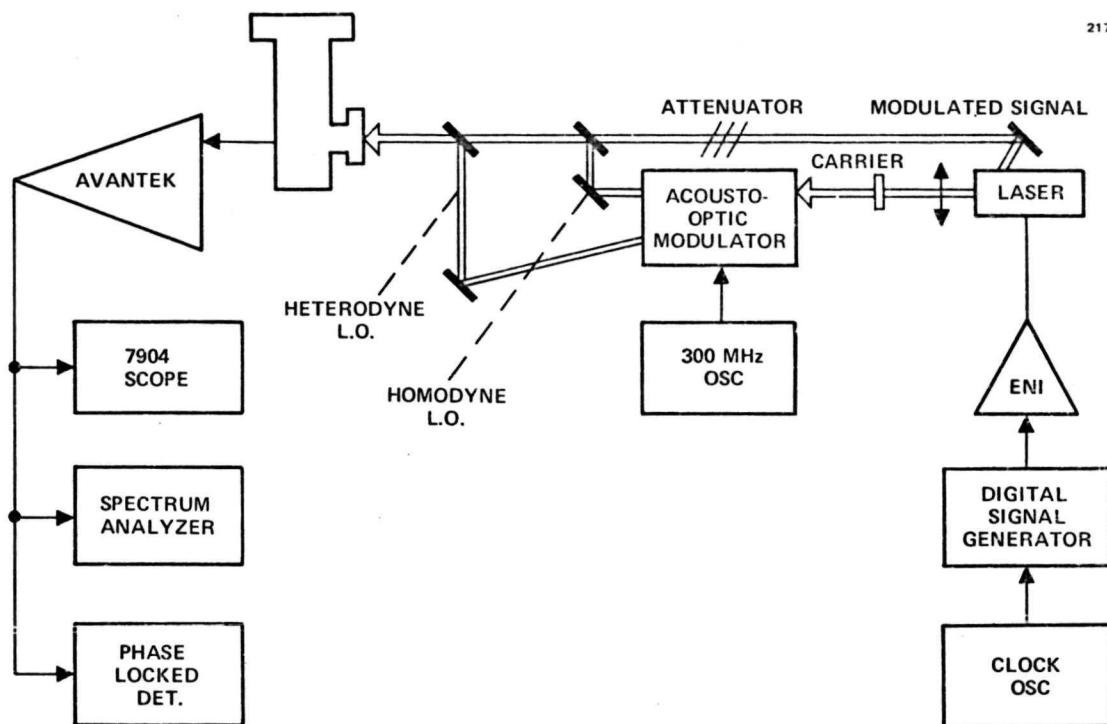 217
ATTENUATOR
MODULATED SIGNAL
CARRIER
AVANTEK
ACOUSTO-
OPTIC
MODULATOR
LASER
HETERODYNE
L.O.
HOMODYNE
L.O.
300 MHz
OSC
ENI
7904
SCOPE
SPECTRUM
ANALYZER
DIGITAL
SIGNAL
GENERATOR
PHASE
LOCKED
DET.
CLOCK
OSC